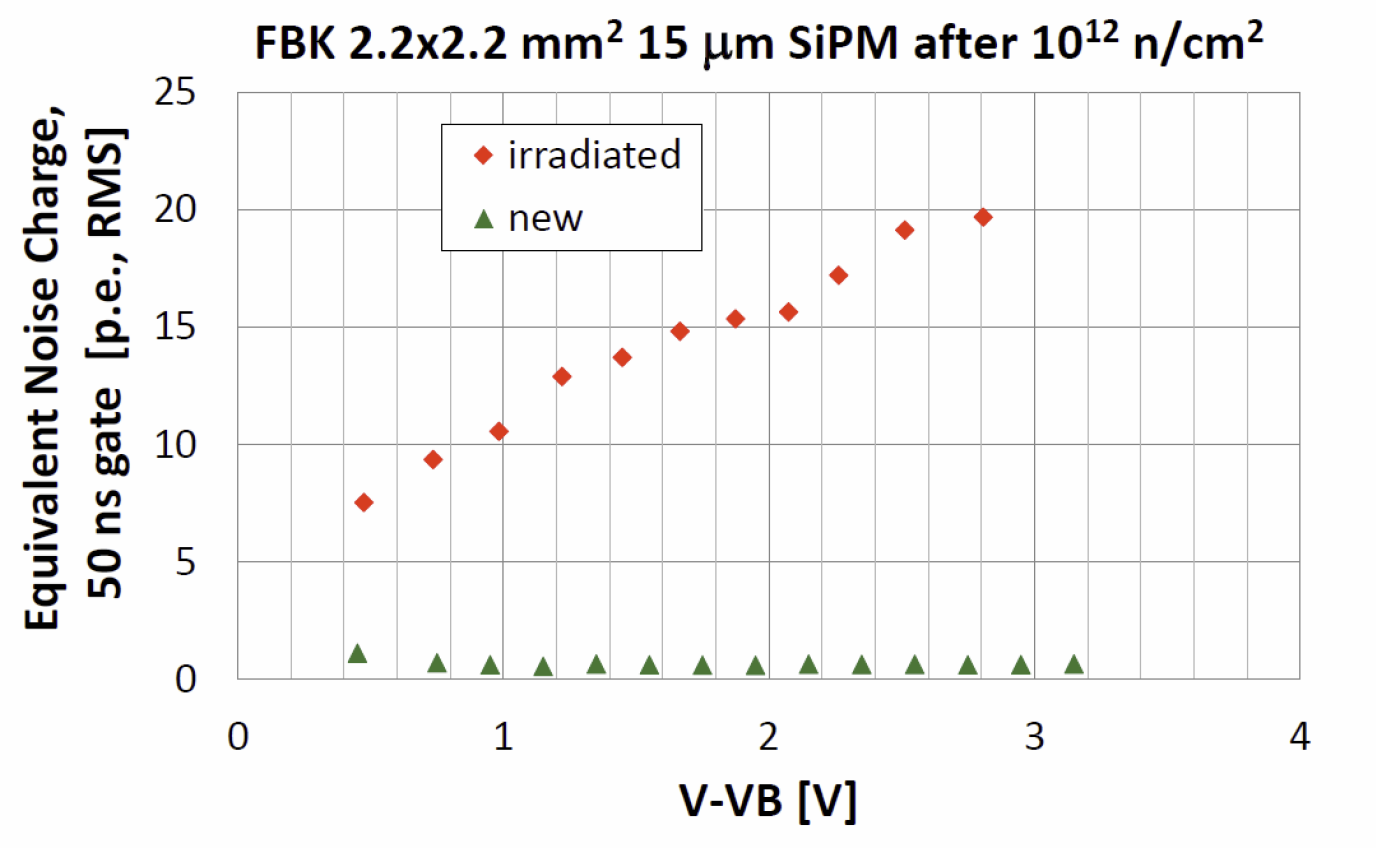 FBK 2.2x2.2 mm² 15 μm SiPM after 10¹² n/cm²
Equivalent Noise Charge,
50 ns gate [p.e., RMS]
25
20
15
10
5
0
irradiated
new
0 1 2 3 4
V-VB [V]